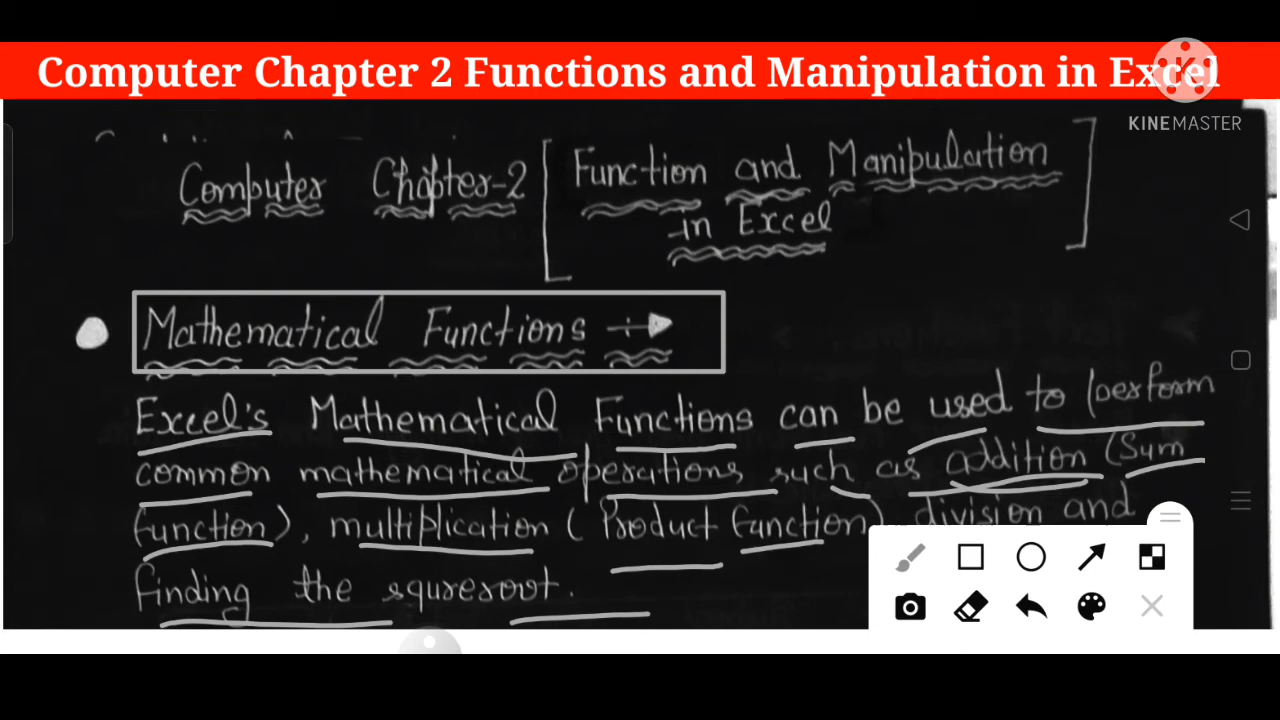 Computer Chapter 2 Functions and Manipulation in Excel
KINEMASTER
Computer Chapter-2 [Function and Manipulation
in Excel]
Mathematical Functions →
Excel's Mathematical Functions can be used to perform
common mathematical operations such as addition (Sum
function), multiplication (Product function) division and
finding the squreroot.